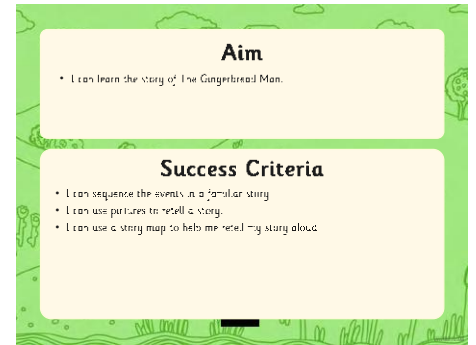 Aim
• I can learn the story of The Gingerbread Man.
Success Criteria
• I can sequence the events in a familiar story
• I can use pictures to retell a story.
• I can use a story map to help me retell my story aloud